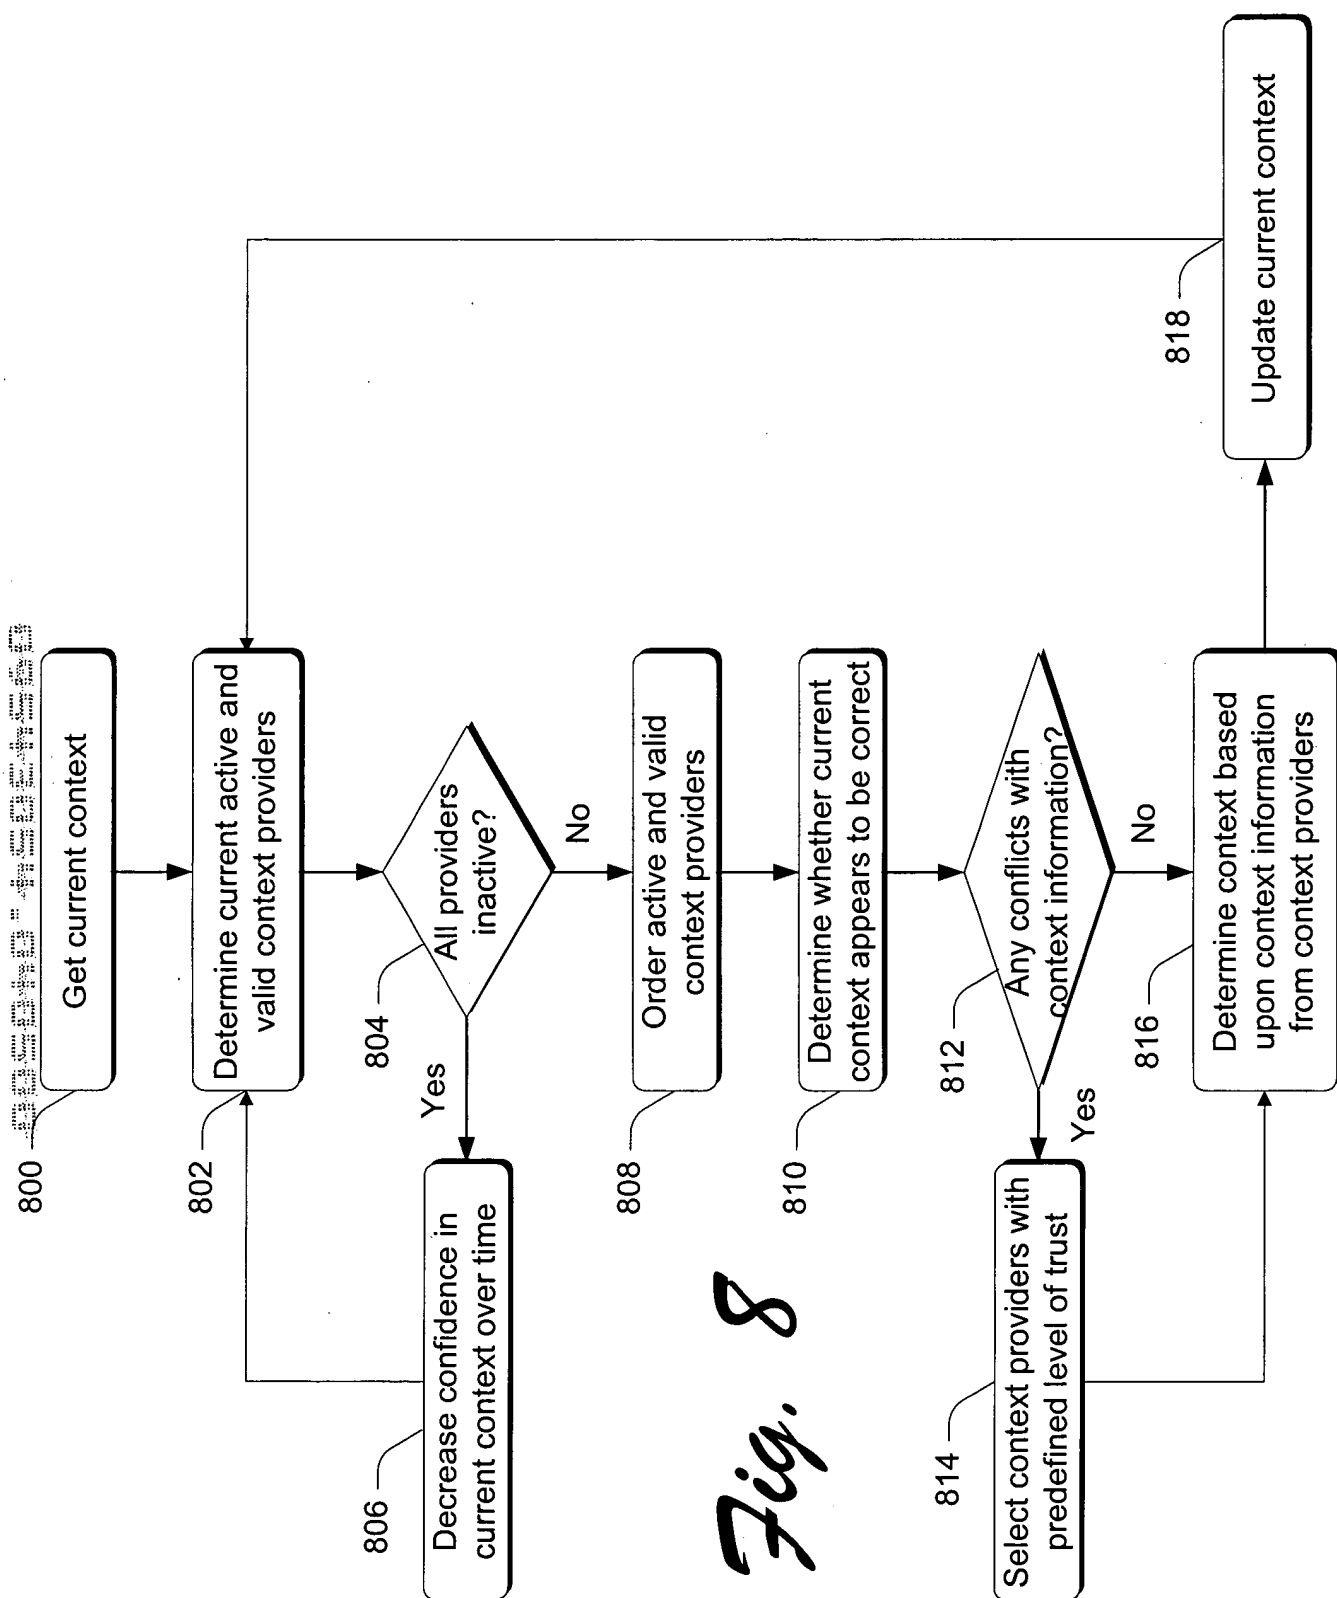 800
Get current context
802
Determine current active and
valid context providers
804
All providers
inactive?
Yes
No
806
Decrease confidence in
current context over time
808
Order active and valid
context providers
810
Determine whether current
context appears to be correct
812
Any conflicts with
context information?
Yes
No
814
Select context providers with
predefined level of trust
816
Determine context based
upon context information
from context providers
818
Update current context
Fig. 8